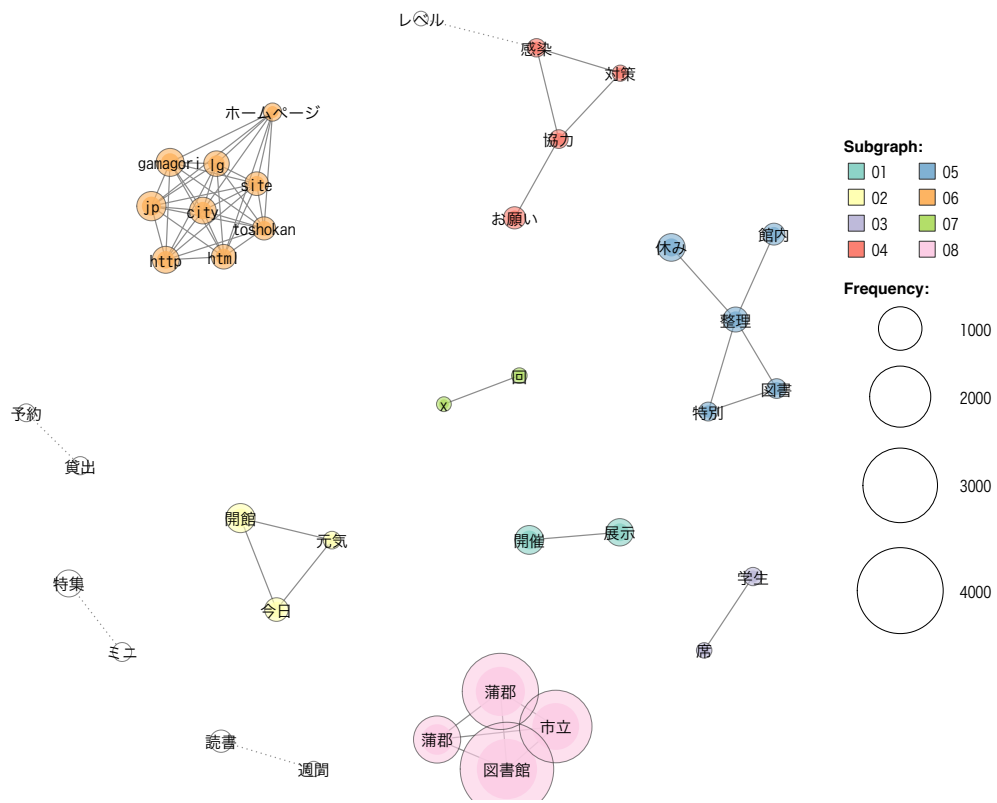 レベル
感染
対策
ホームページ
協力
gamagori
lg
site
jp
city
toshokan
http
html
お願い
休み
館内
整理
回
x
図書
特別
予約
貸出
開館
元気
今日
開催
展示
特集
ミニ
学生
席
蒲郡
市立
蒲郡
図書館
読書
週間
Subgraph:
01 05
02 06
03 07
04 08
Frequency:
1000
2000
3000
4000